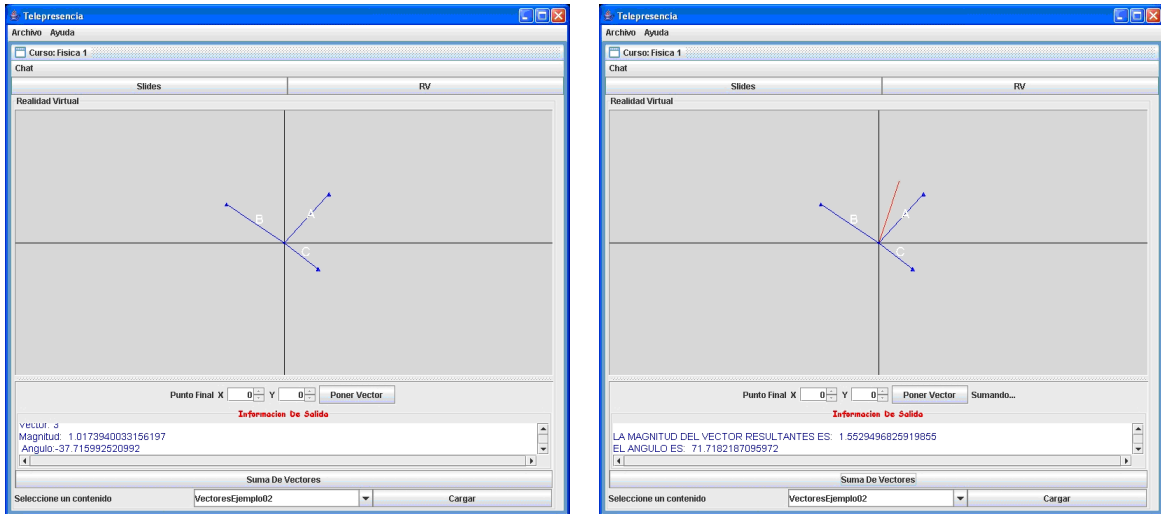 Telepresencia
Archivo Ayuda
Curso: Fisica 1
Chat
Slides RV
Realidad Virtual
B A
C
Punto Final X 0 Y 0 Poner Vector
Informacion De Salida
Vector: 3
Magnitud: 1.0173940033156197
Angulo:-37.715992520992
Suma De Vectores
Seleccione un contenido VectoresEjemplo02 Cargar
Telepresencia
Archivo Ayuda
Curso: Fisica 1
Chat
Slides RV
Realidad Virtual
B A
C
Punto Final X 0 Y 0 Poner Vector Sumando...
Informacion De Salida
LA MAGNITUD DEL VECTOR RESULTANTES ES: 1.5529496825919855
EL ANGULO ES: 71.7182187095972
Suma De Vectores
Seleccione un contenido VectoresEjemplo02 Cargar